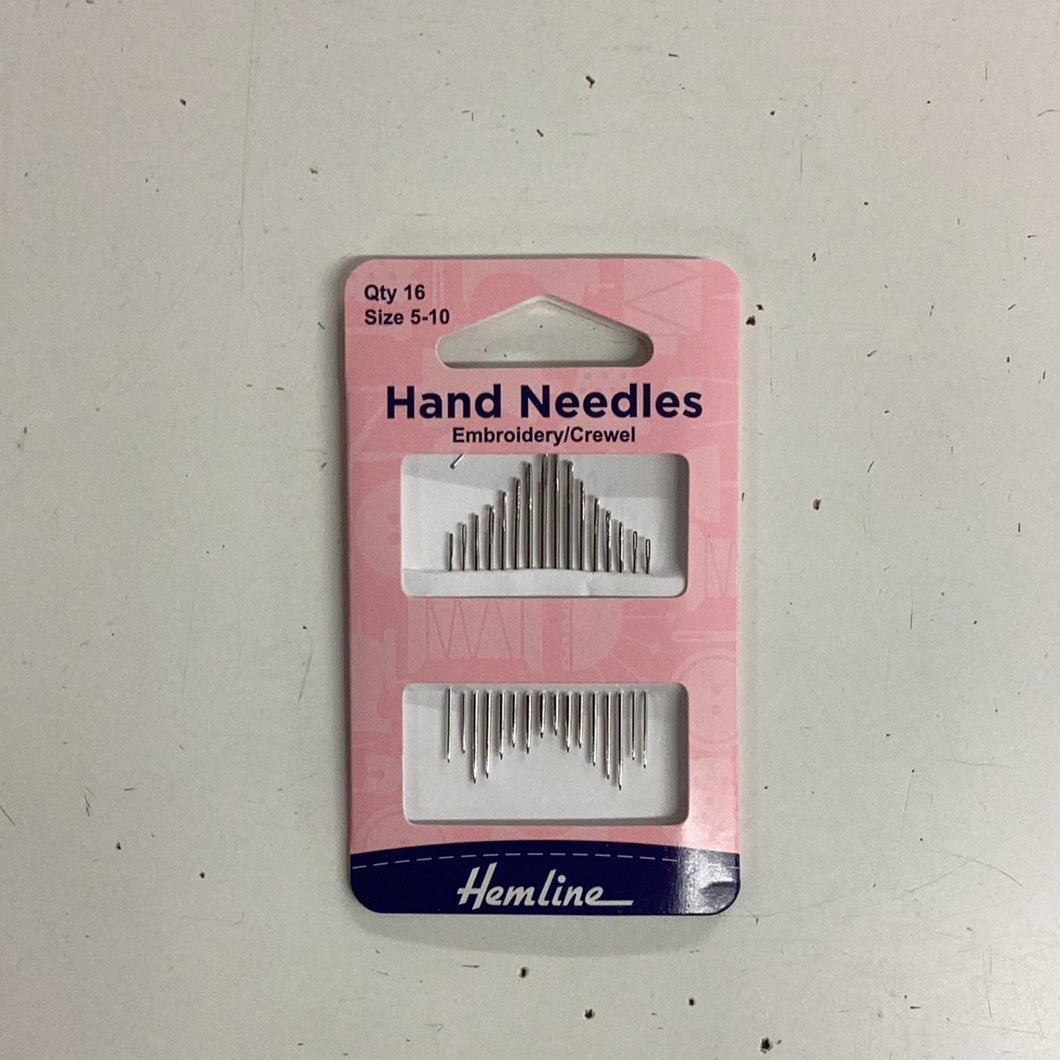 Qty 16
Size 5-10
Hand Needles
Embroidery/Crewel
Hemline